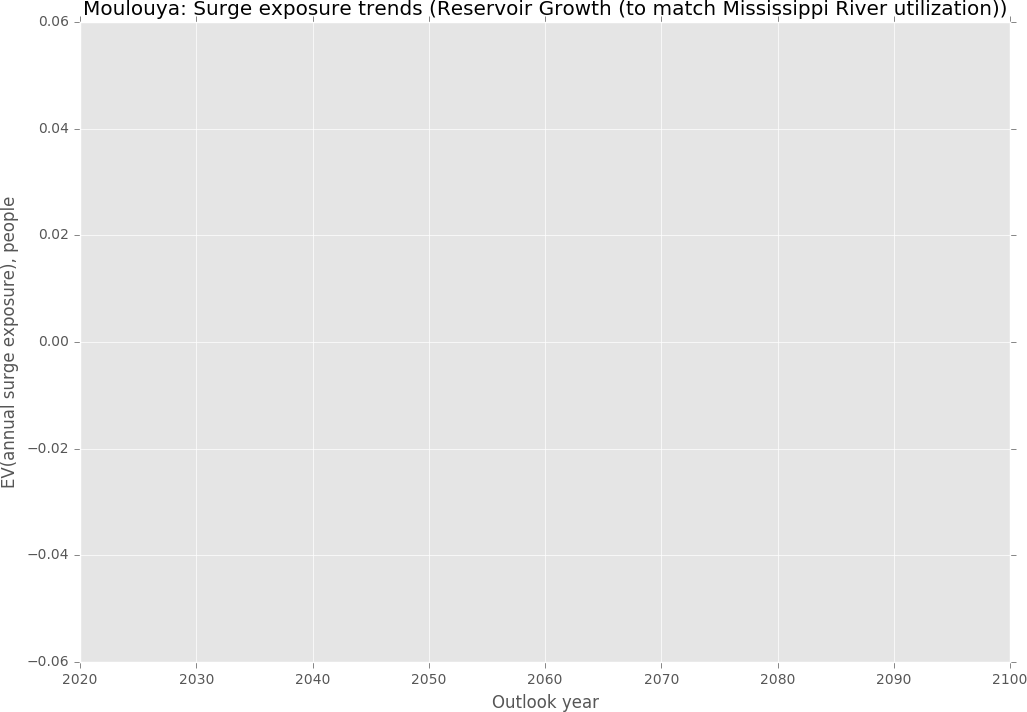 Moulouya: Surge exposure trends (Reservoir Growth (to match Mississippi River utilization))
0.06
0.04
0.02
0.00
−0.02
−0.04
−0.06
EV(annual surge exposure), people
2020 2030 2040 2050 2060 2070 2080 2090 2100
Outlook year